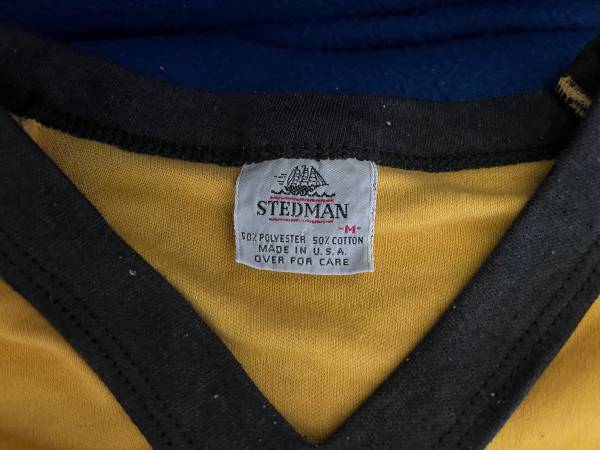 STEDMAN
-M-
50% POLYESTER 50% COTTON
MADE IN U.S.A.
OVER FOR CARE